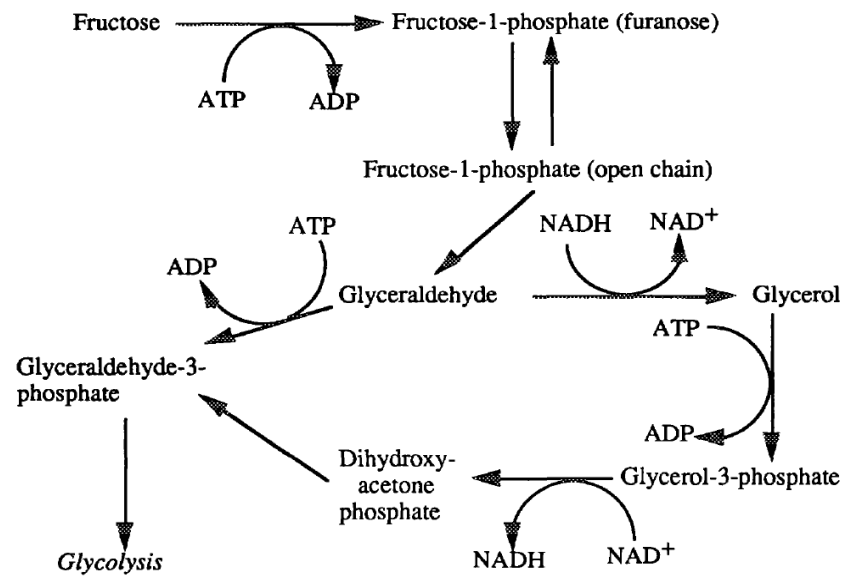 Fructose
Fructose-1-phosphate (furanose)
ATP
ADP
Fructose-1-phosphate (open chain)
ATP
NADH
NAD+
ADP
Glyceraldehyde
Glycerol
ATP
Glyceraldehyde-3-
phosphate
ADP
Dihydroxy-
acetone
phosphate
Glycerol-3-phosphate
Glycolysis
NADH
NAD+